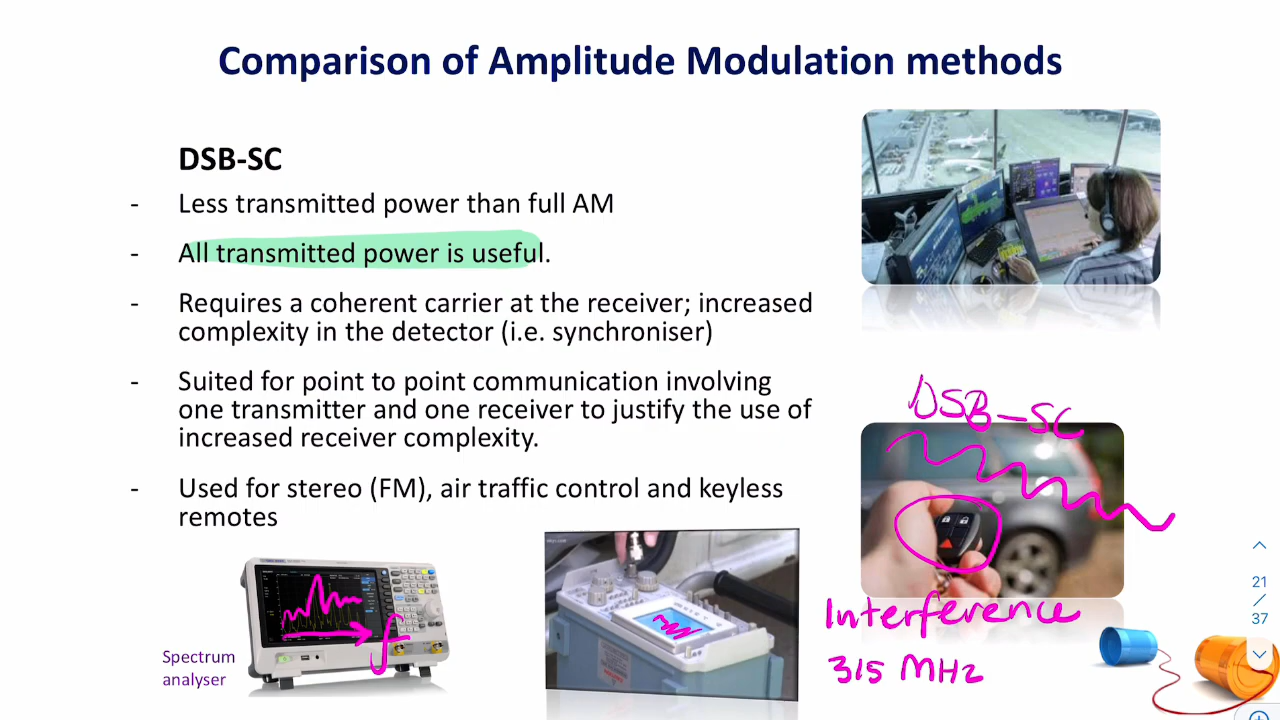 Comparison of Amplitude Modulation methods
DSB-SC
- Less transmitted power than full AM
- All transmitted power is useful.
- Requires a coherent carrier at the receiver; increased
complexity in the detector (i.e. synchroniser)
- Suited for point to point communication involving
one transmitter and one receiver to justify the use of
increased receiver complexity.
- Used for stereo (FM), air traffic control and keyless
remotes
DSB-SC
Interference
315 MHz
f
Spectrum
analyser
21
/
37